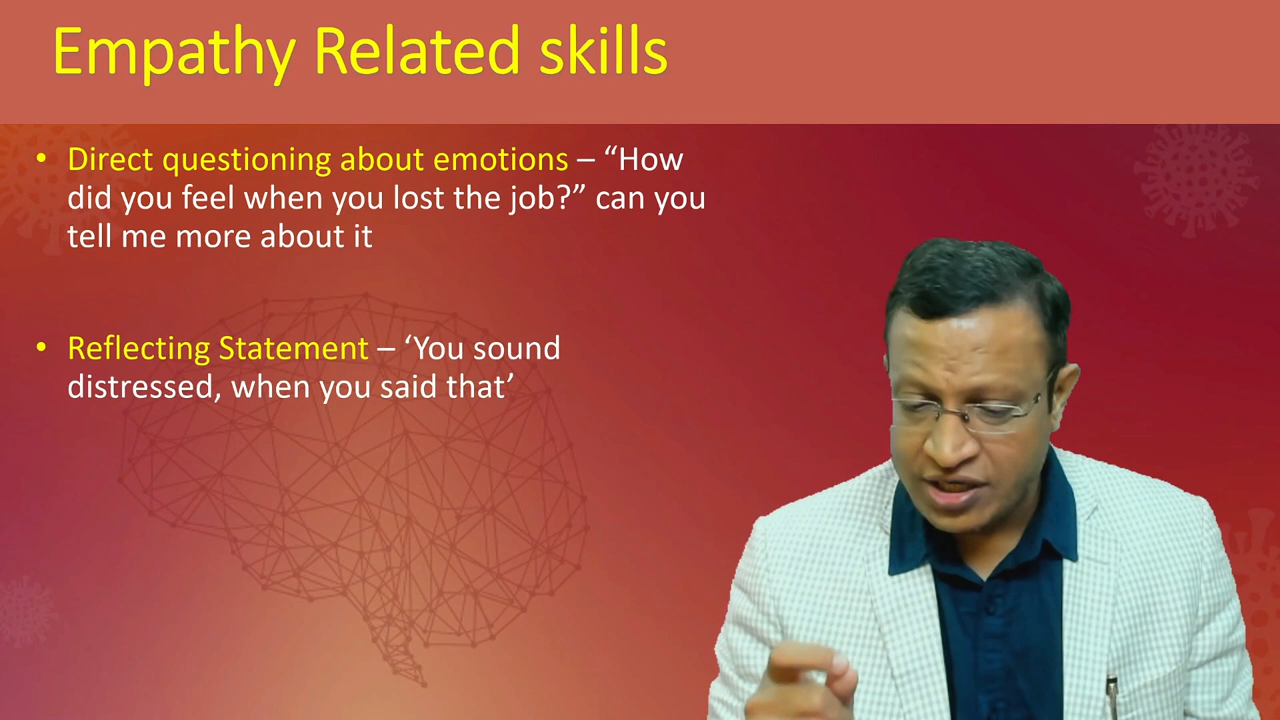 Empathy Related skills
• Direct questioning about emotions – “How
did you feel when you lost the job?” can you
tell me more about it
• Reflecting Statement – ‘You sound
distressed, when you said that’